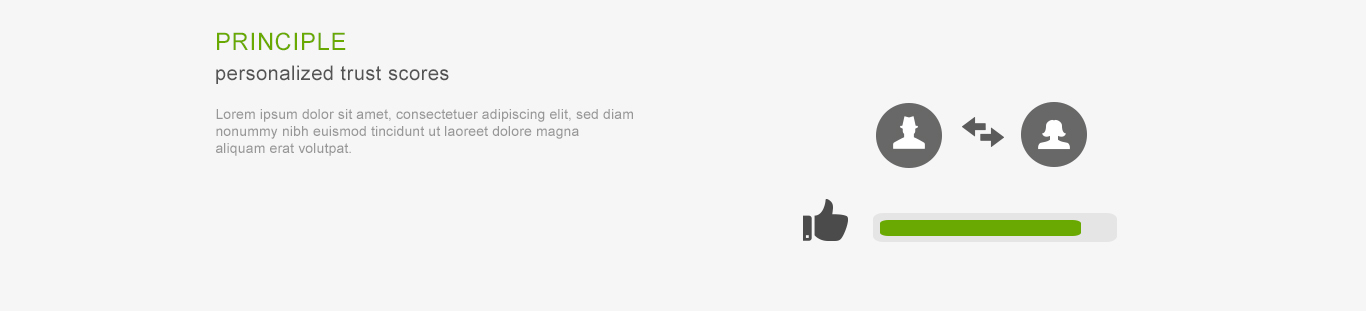 PRINCIPLE
personalized trust scores
Lorem ipsum dolor sit amet, consectetuer adipiscing elit, sed diam
nonummy nibh euismod tincidunt ut laoreet dolore magna
aliquam erat volutpat.